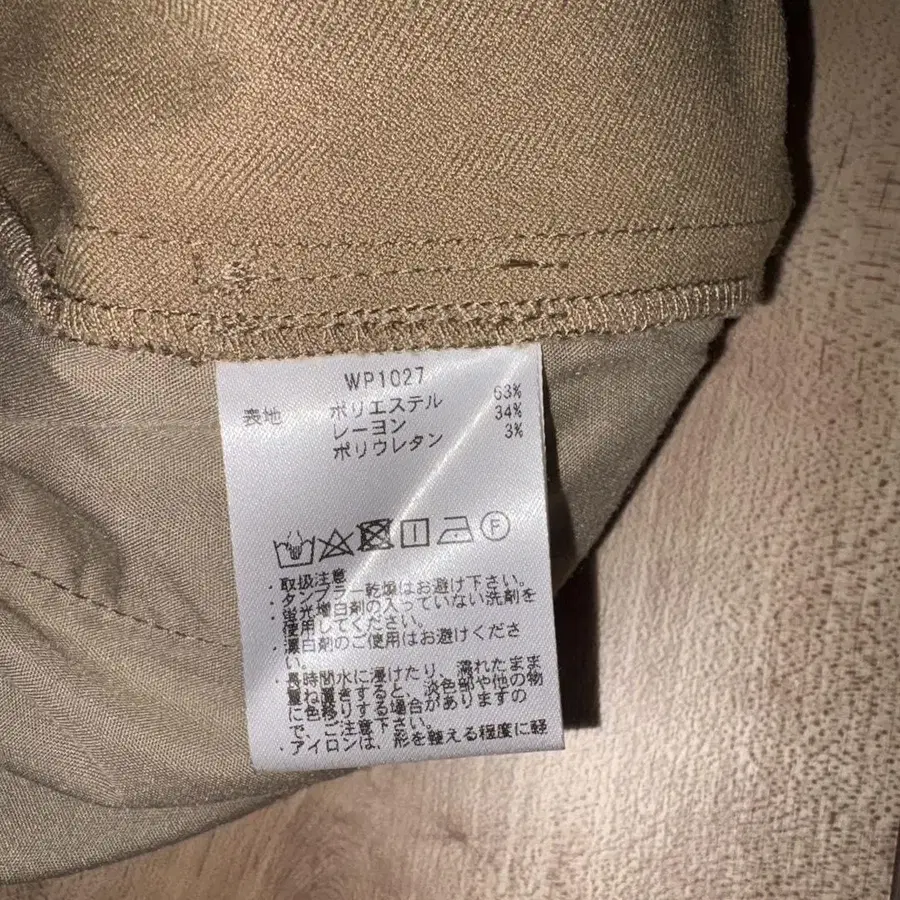 WP1027
表地 ポリエステル 63%
レーヨン 34%
ポリウレタン 3%
F
・取扱注意
・タンブラー乾燥はお避け下さい。
・蛍光増白剤の入っていない洗剤を
使用してください。
・漂白剤のご使用はお避けくださ
い。
・長時間水に浸けたり、濡れたまま
重ね置きすると、淡色部や他の物
に色移りする場合がありますの
で、ご注意下さい。
・アイロンは、形を整える程度に軽